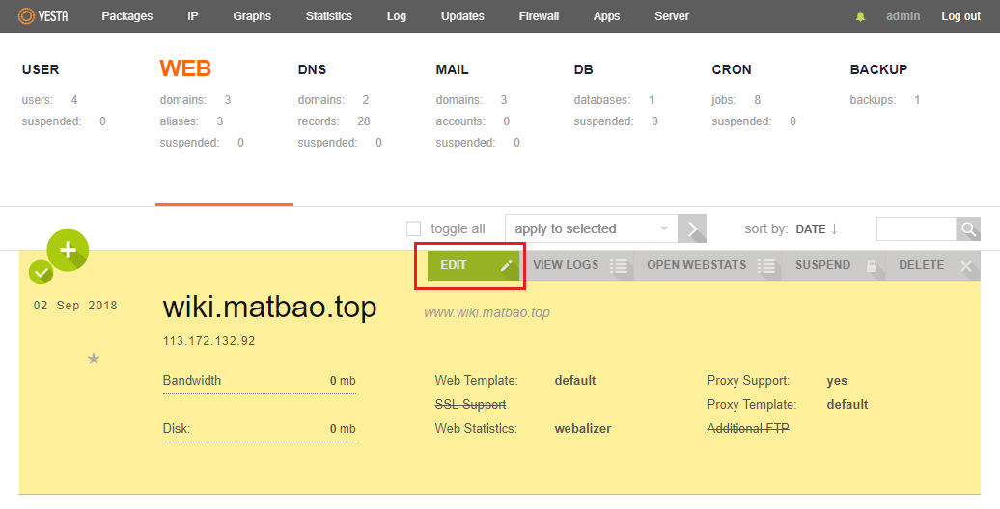 VESTA Packages IP Graphs Statistics Log Updates Firewall Apps Server admin Log out
USER WEB DNS MAIL DB CRON BACKUP
users: 4 domains: 3 domains: 2 domains: 3 databases: 1 jobs: 8 backups: 1
suspended: 0 aliases: 3 records: 28 accounts: 0 suspended: 0 suspended: 0
suspended: 0 suspended: 0 suspended: 0
toggle all apply to selected sort by: DATE ↓
EDIT VIEW LOGS OPEN WEBSTATS SUSPEND DELETE
02 Sep 2018 wiki.matbao.top www.wiki.matbao.top
113.172.132.92
Bandwidth 0 mb Web Template: default Proxy Support: yes
SSL Support Proxy Template: default
Disk: 0 mb Web Statistics: webalizer Additional FTP